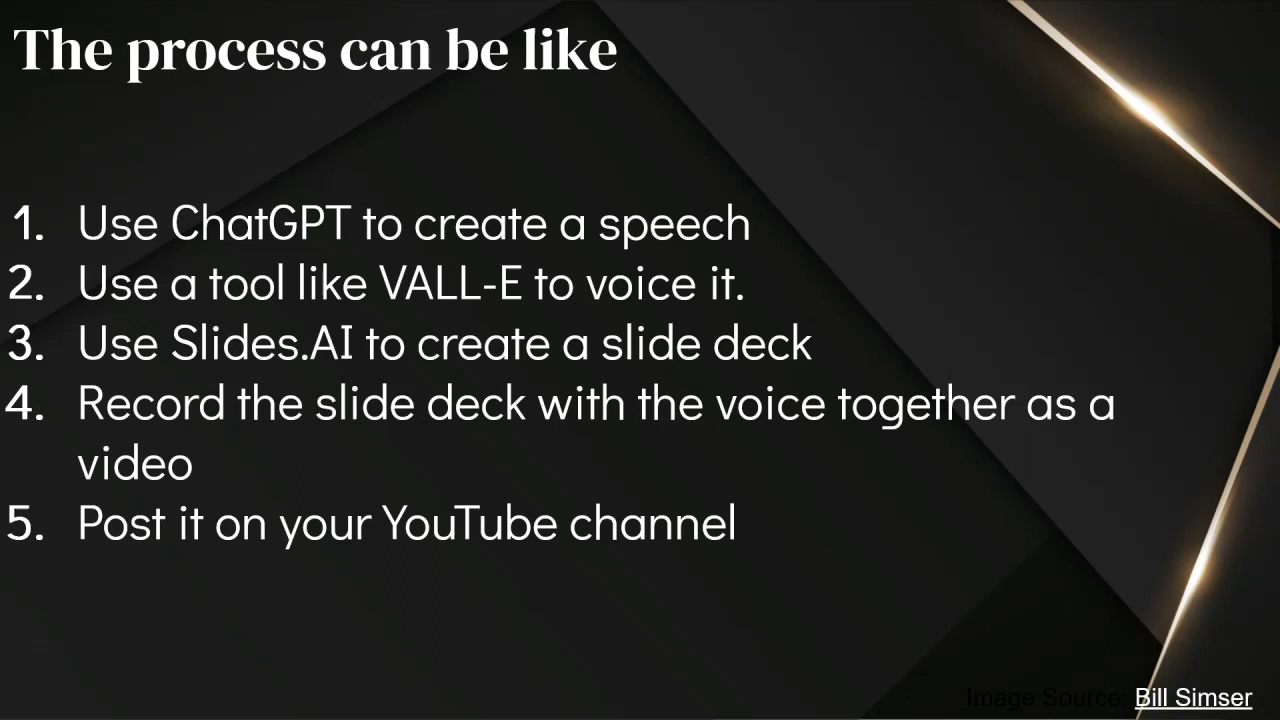 The process can be like
1. Use ChatGPT to create a speech
2. Use a tool like VALL-E to voice it.
3. Use Slides.AI to create a slide deck
4. Record the slide deck with the voice together as a
video
5. Post it on your YouTube channel
Image Source: Bill Simser